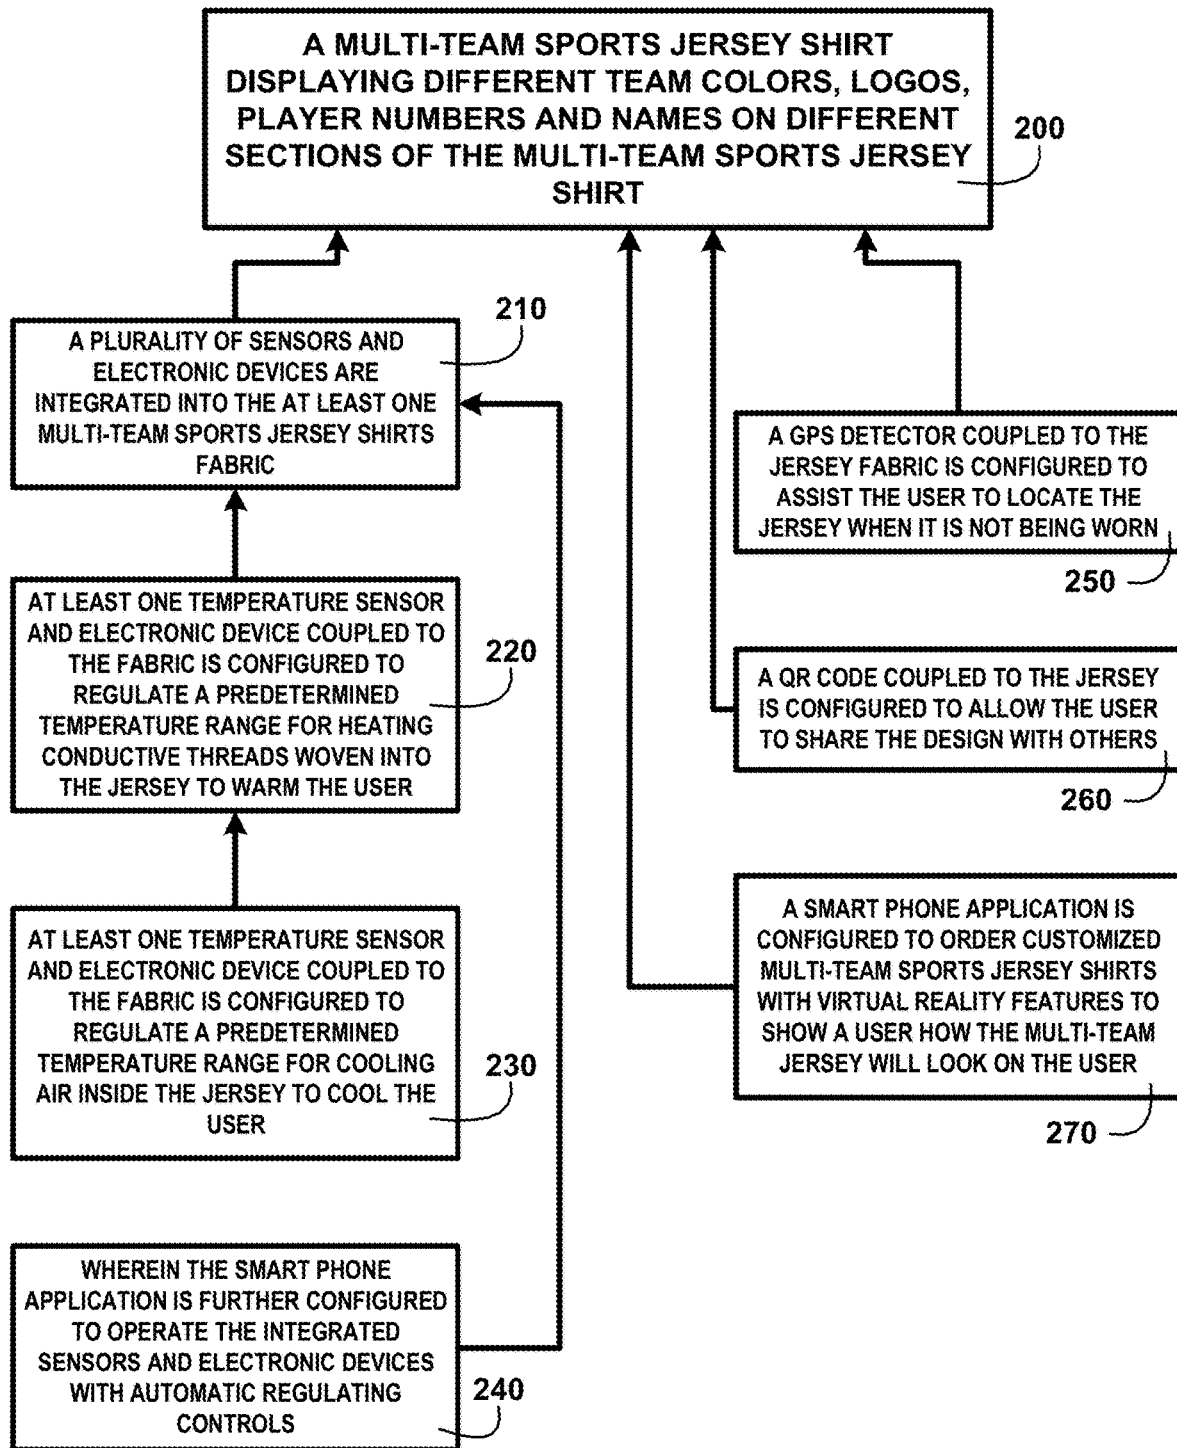 A MULTI-TEAM SPORTS JERSEY SHIRT
DISPLAYING DIFFERENT TEAM COLORS, LOGOS,
PLAYER NUMBERS AND NAMES ON DIFFERENT
SECTIONS OF THE MULTI-TEAM SPORTS JERSEY
SHIRT
200
210
A PLURALITY OF SENSORS AND
ELECTRONIC DEVICES ARE
INTEGRATED INTO THE AT LEAST ONE
MULTI-TEAM SPORTS JERSEY SHIRTS
FABRIC
AT LEAST ONE TEMPERATURE SENSOR
AND ELECTRONIC DEVICE COUPLED TO
THE FABRIC IS CONFIGURED TO
REGULATE A PREDETERMINED
TEMPERATURE RANGE FOR HEATING
CONDUCTIVE THREADS WOVEN INTO
THE JERSEY TO WARM THE USER
220
AT LEAST ONE TEMPERATURE SENSOR
AND ELECTRONIC DEVICE COUPLED TO
THE FABRIC IS CONFIGURED TO
REGULATE A PREDETERMINED
TEMPERATURE RANGE FOR COOLING
AIR INSIDE THE JERSEY TO COOL THE
USER
230
WHEREIN THE SMART PHONE
APPLICATION IS FURTHER CONFIGURED
TO OPERATE THE INTEGRATED
SENSORS AND ELECTRONIC DEVICES
WITH AUTOMATIC REGULATING
CONTROLS
240
A GPS DETECTOR COUPLED TO THE
JERSEY FABRIC IS CONFIGURED TO
ASSIST THE USER TO LOCATE THE
JERSEY WHEN IT IS NOT BEING WORN
250
A QR CODE COUPLED TO THE JERSEY
IS CONFIGURED TO ALLOW THE USER
TO SHARE THE DESIGN WITH OTHERS
260
A SMART PHONE APPLICATION IS
CONFIGURED TO ORDER CUSTOMIZED
MULTI-TEAM SPORTS JERSEY SHIRTS
WITH VIRTUAL REALITY FEATURES TO
SHOW A USER HOW THE MULTI-TEAM
JERSEY WILL LOOK ON THE USER
270